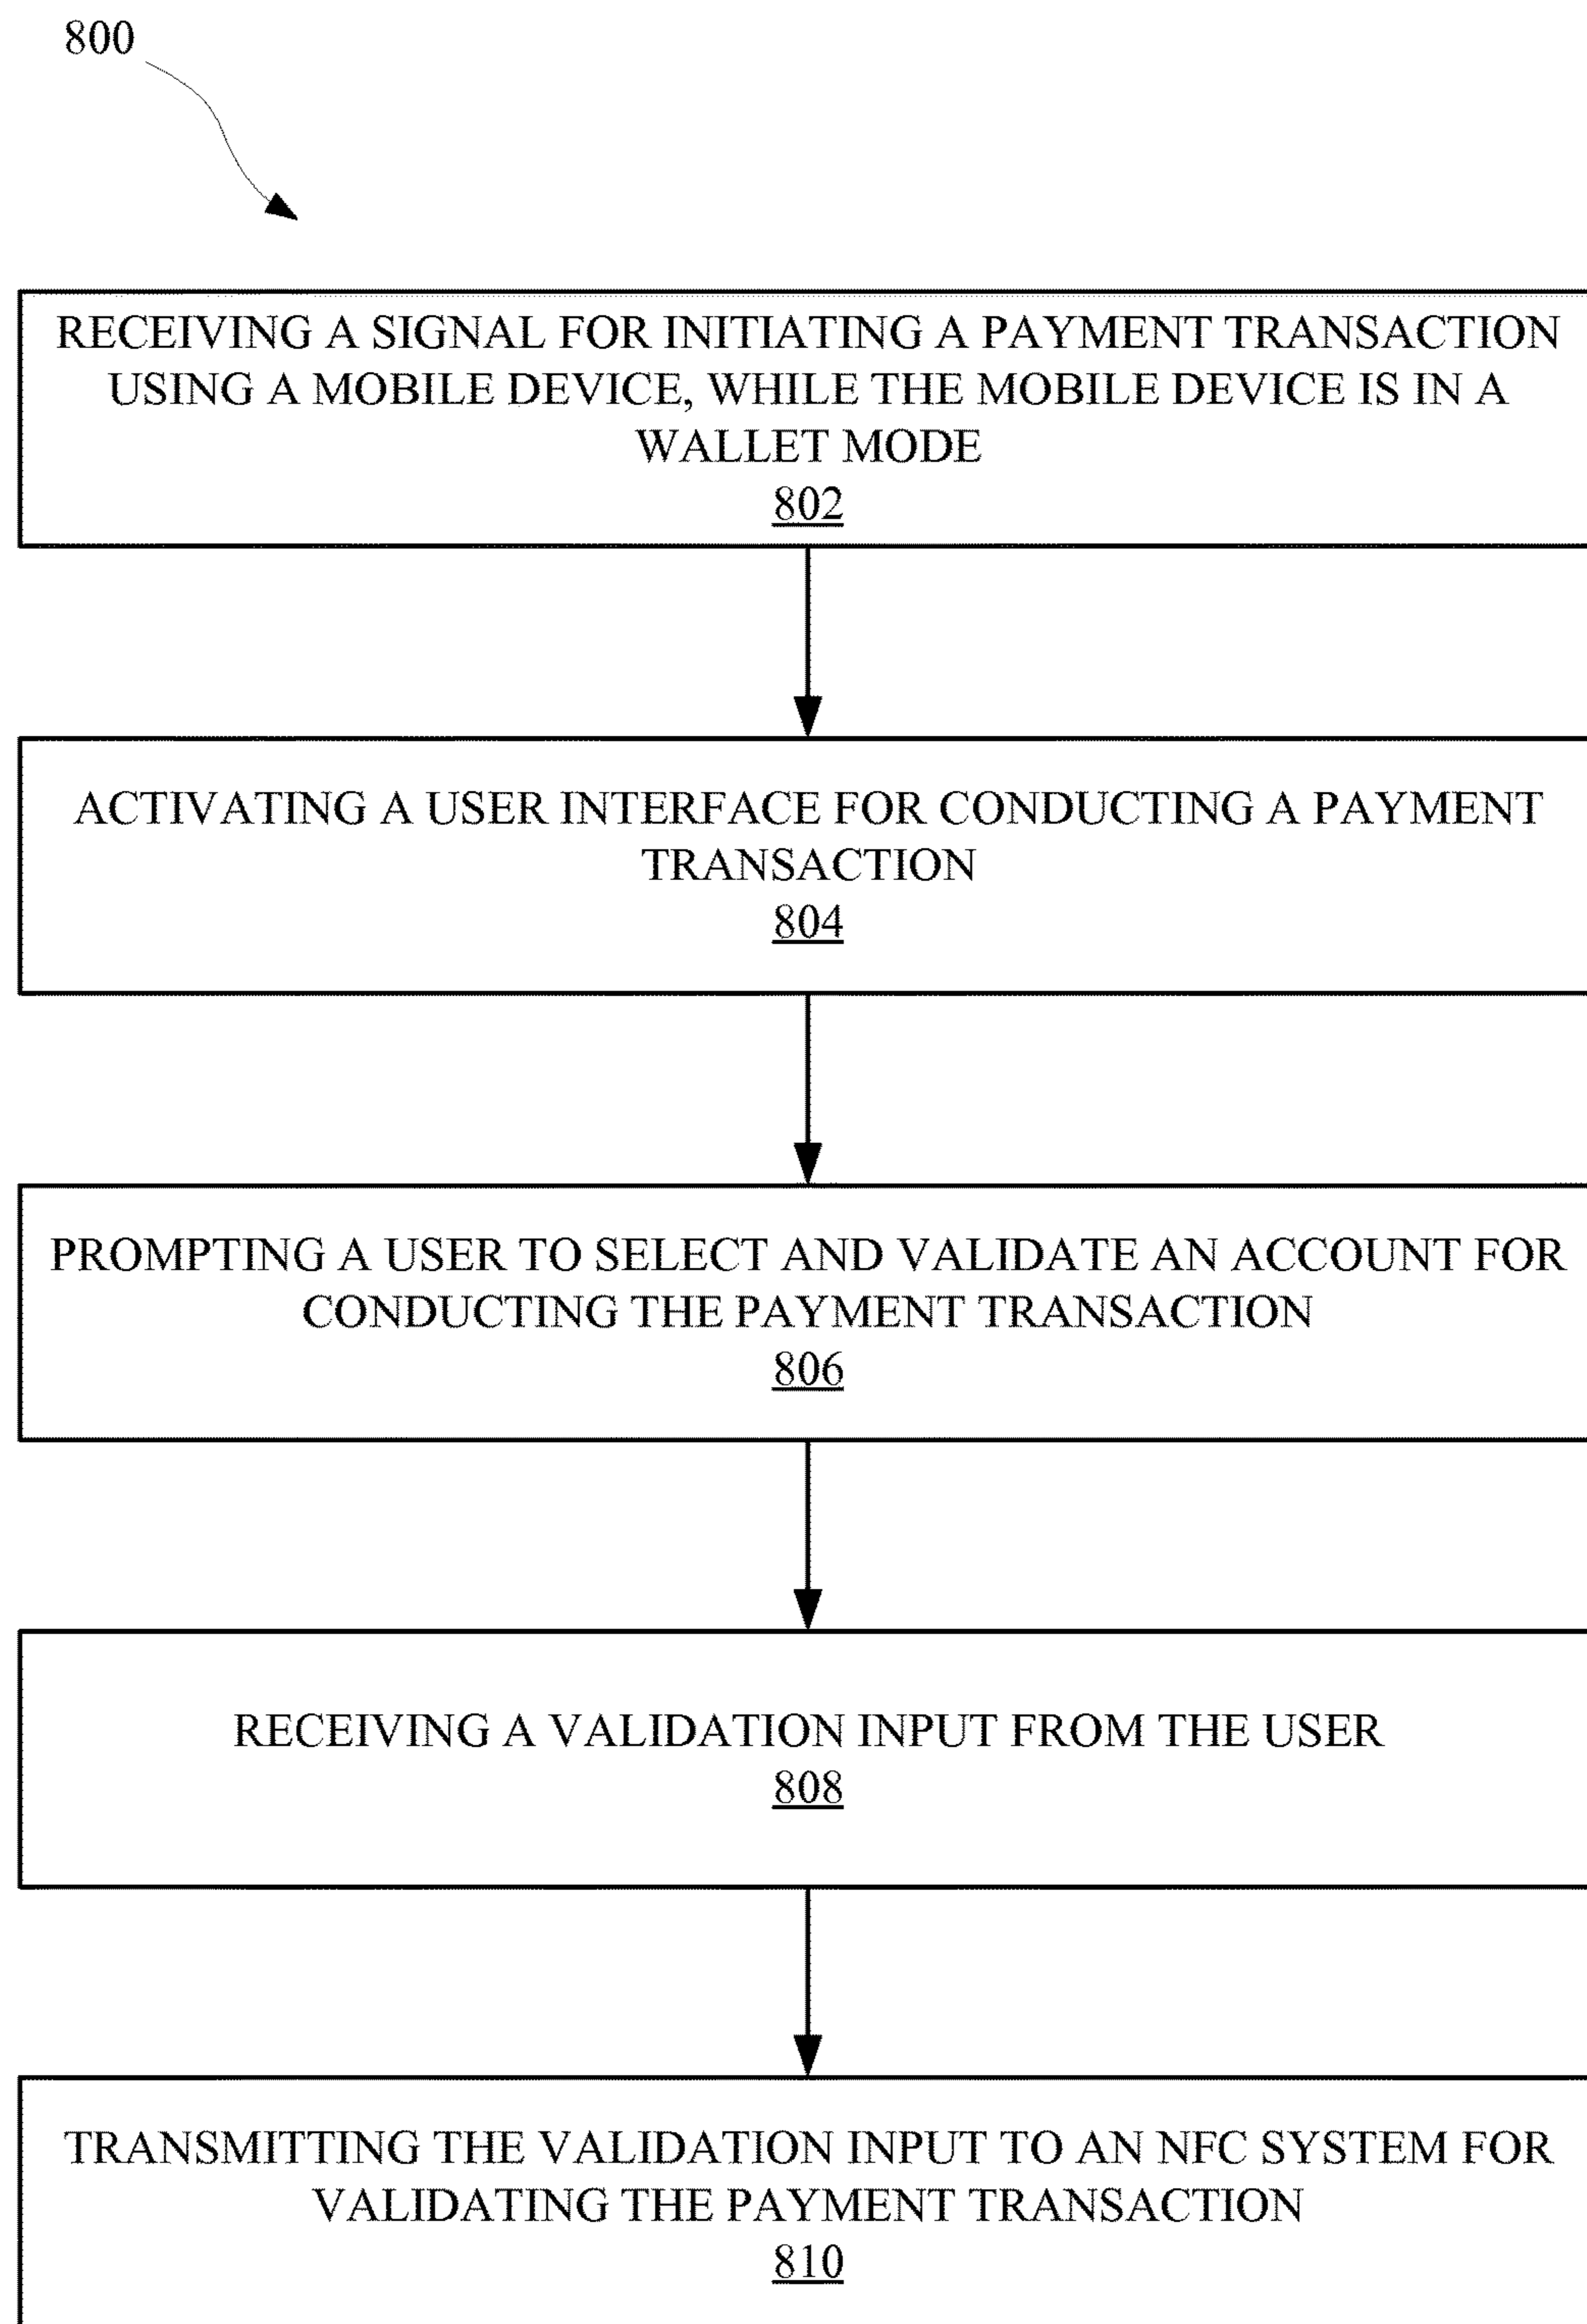 800
RECEIVING A SIGNAL FOR INITIATING A PAYMENT TRANSACTION
USING A MOBILE DEVICE, WHILE THE MOBILE DEVICE IS IN A
WALLET MODE
802
ACTIVATING A USER INTERFACE FOR CONDUCTING A PAYMENT
TRANSACTION
804
PROMPTING A USER TO SELECT AND VALIDATE AN ACCOUNT FOR
CONDUCTING THE PAYMENT TRANSACTION
806
RECEIVING A VALIDATION INPUT FROM THE USER
808
TRANSMITTING THE VALIDATION INPUT TO AN NFC SYSTEM FOR
VALIDATING THE PAYMENT TRANSACTION
810